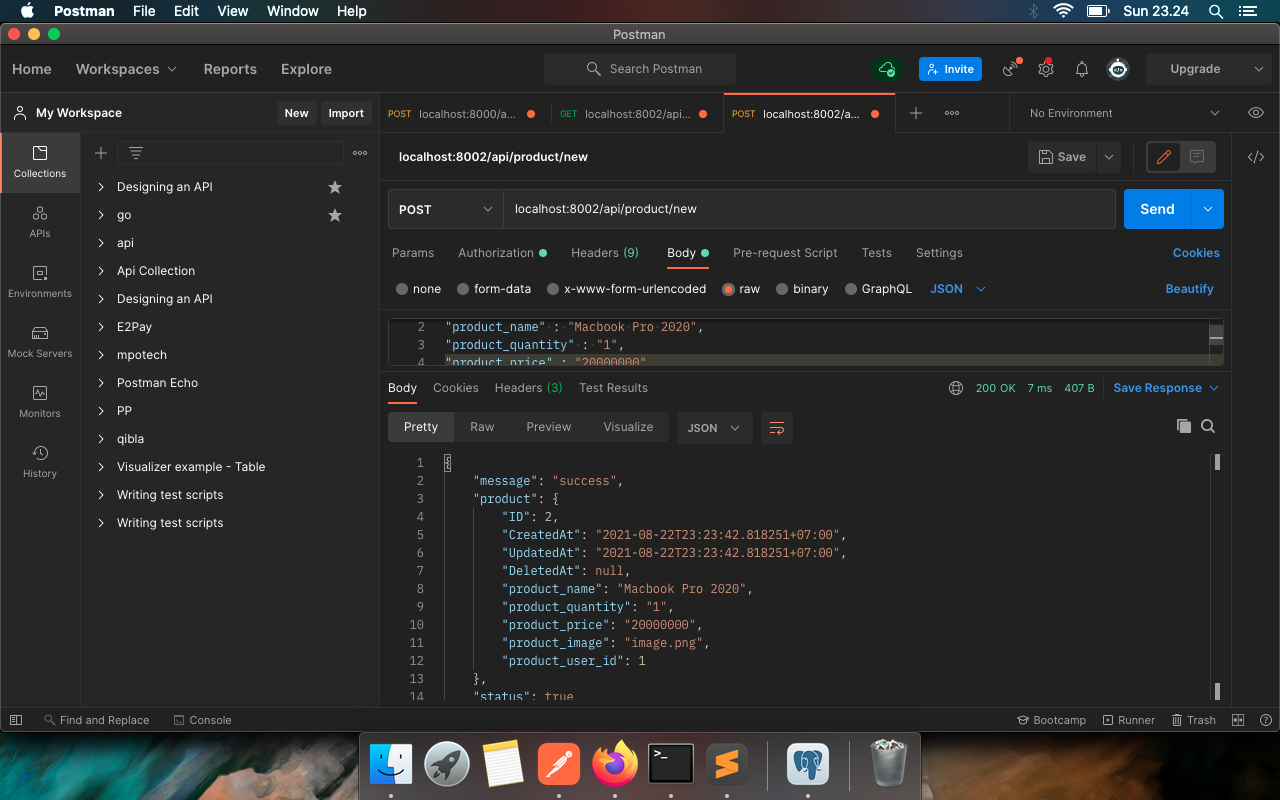 Postman File Edit View Window Help Sun 23.24
Postman
Home Workspaces Reports Explore Search Postman Invite Upgrade
My Workspace New Import
POST localhost:8000/a... GET localhost:8002/api... POST localhost:8002/a... No Environment
Collections
APIs
Environments
Mock Servers
Monitors
History
Designing an API
go
api
Api Collection
Designing an API
E2Pay
mpotech
Postman Echo
PP
qibla
Visualizer example - Table
Writing test scripts
Writing test scripts
localhost:8002/api/product/new Save
POST localhost:8002/api/product/new Send
Params Authorization Headers (9) Body Pre-request Script Tests Settings Cookies
none form-data x-www-form-urlencoded raw binary GraphQL JSON Beautify
2 "product_name" : "Macbook Pro 2020",
3 "product_quantity" : "1",
4 "product_price" : "20000000"
Body Cookies Headers (3) Test Results 200 OK 7 ms 407 B Save Response
Pretty Raw Preview Visualize JSON
1 {
2 "message": "success",
3 "product": {
4 "ID": 2,
5 "CreatedAt": "2021-08-22T23:23:42.818251+07:00",
6 "UpdatedAt": "2021-08-22T23:23:42.818251+07:00",
7 "DeletedAt": null,
8 "product_name": "Macbook Pro 2020",
9 "product_quantity": "1",
10 "product_price": "20000000",
11 "product_image": "image.png",
12 "product_user_id": 1
13 },
14 "status": true
Find and Replace Console Bootcamp Runner Trash